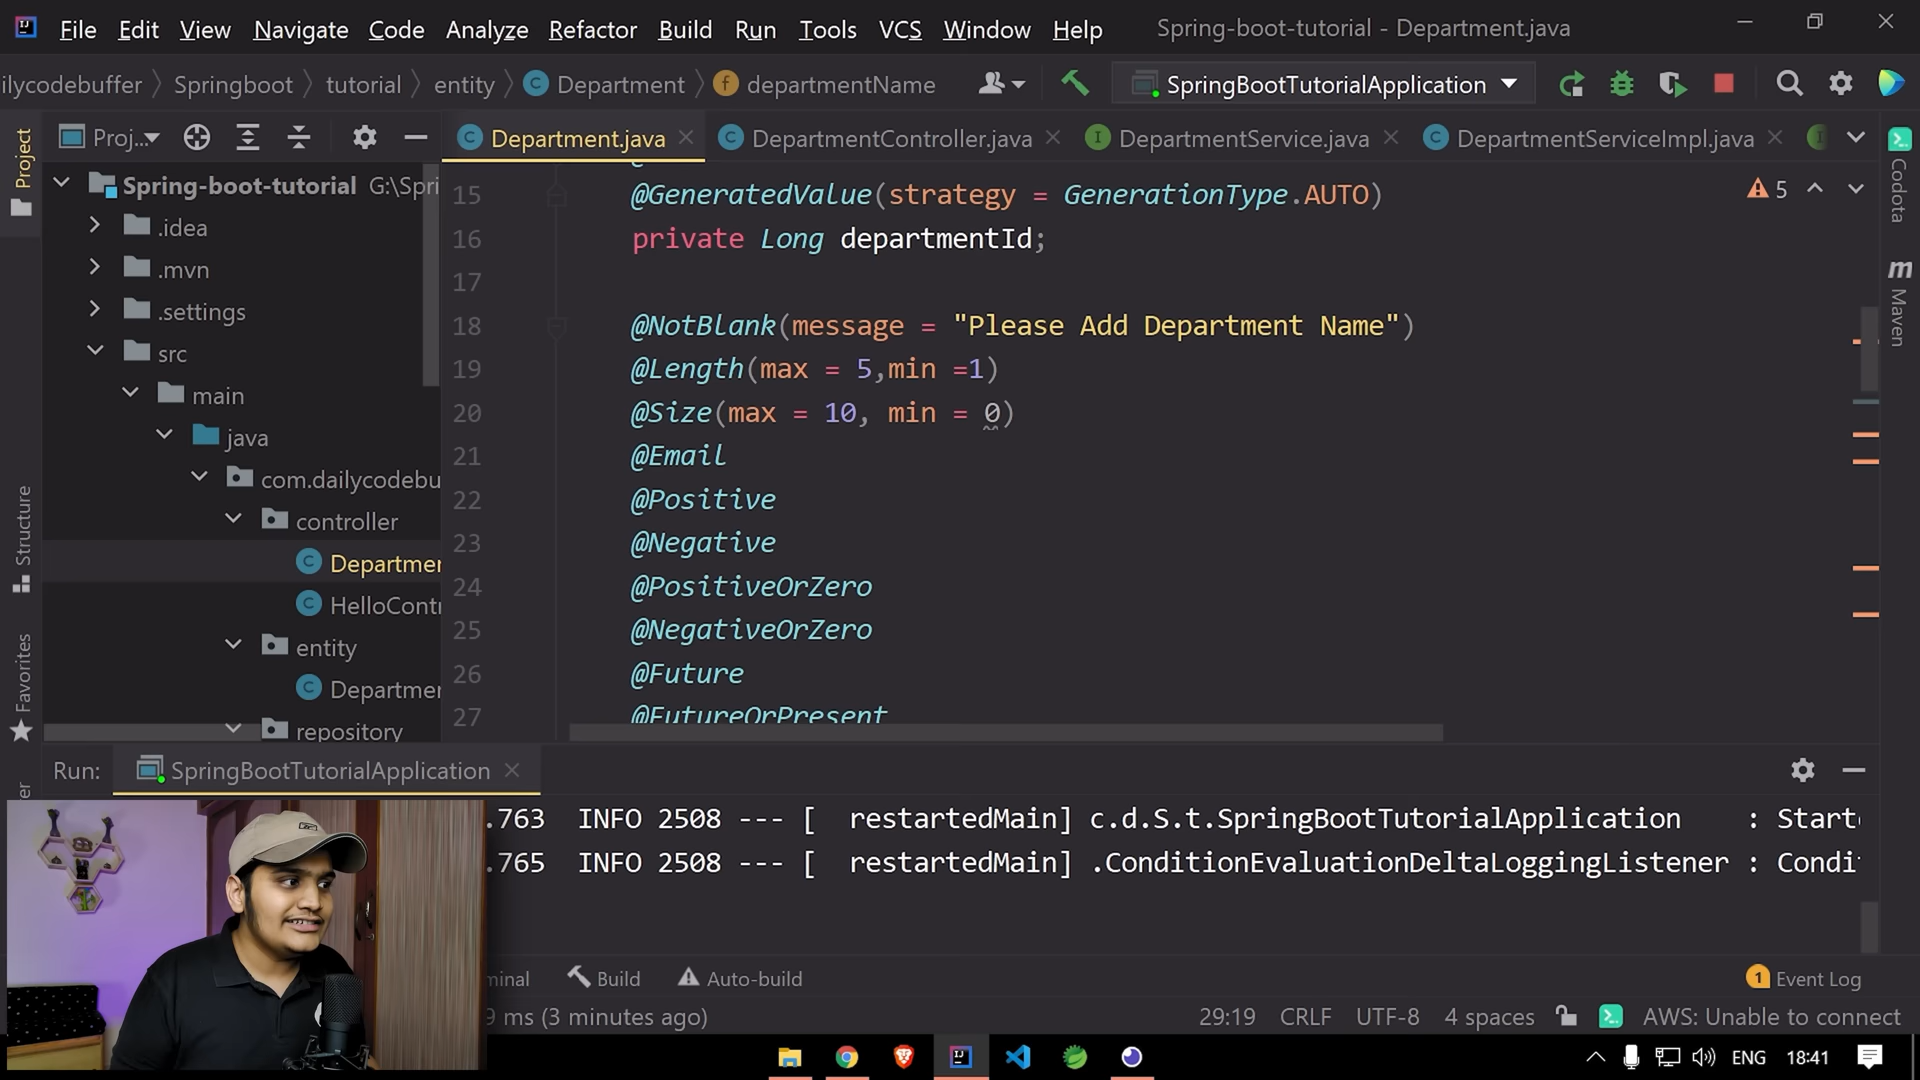 File Edit View Navigate Code Analyze Refactor Build Run Tools VCS Window Help Spring-boot-tutorial - Department.java
ilycodebuffer Springboot tutorial entity Department departmentName SpringBootTutorialApplication
Project
Proj...
Department.java DepartmentController.java DepartmentService.java DepartmentServiceImpl.java
Codota
Maven
Structure
Favorites
Spring-boot-tutorial G:\Spri
.idea
.mvn
.settings
src
main
java
com.dailycodebu
controller
Departmen
HelloContr
entity
Departmen
repository
15 @GeneratedValue(strategy = GenerationType.AUTO)
16 private Long departmentId;
17
18 @NotBlank(message = "Please Add Department Name")
19 @Length(max = 5,min =1)
20 @Size(max = 10, min = 0)
21 @Email
22 @Positive
23 @Negative
24 @PositiveOrZero
25 @NegativeOrZero
26 @Future
27 @FutureOrPresent
5
Run: SpringBootTutorialApplication
.763 INFO 2508 --- [ restartedMain] c.d.S.t.SpringBootTutorialApplication : Starte
.765 INFO 2508 --- [ restartedMain] .ConditionEvaluationDeltaLoggingListener : Condit
minal Build Auto-build 1 Event Log
9 ms (3 minutes ago) 29:19 CRLF UTF-8 4 spaces AWS: Unable to connect
ENG 18:41